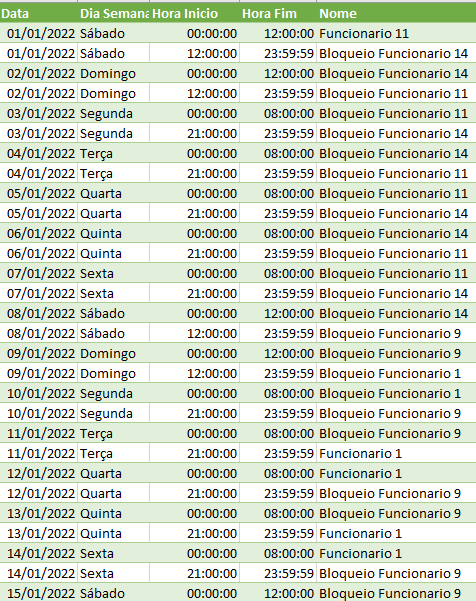 Data Dia Semana Hora Inicio Hora Fim Nome
01/01/2022 Sábado 00:00:00 12:00:00 Funcionario 11
01/01/2022 Sábado 12:00:00 23:59:59 Bloqueio Funcionario 14
02/01/2022 Domingo 00:00:00 12:00:00 Bloqueio Funcionario 14
02/01/2022 Domingo 12:00:00 23:59:59 Bloqueio Funcionario 11
03/01/2022 Segunda 00:00:00 08:00:00 Bloqueio Funcionario 11
03/01/2022 Segunda 21:00:00 23:59:59 Bloqueio Funcionario 14
04/01/2022 Terça 00:00:00 08:00:00 Bloqueio Funcionario 14
04/01/2022 Terça 21:00:00 23:59:59 Bloqueio Funcionario 11
05/01/2022 Quarta 00:00:00 08:00:00 Bloqueio Funcionario 11
05/01/2022 Quarta 21:00:00 23:59:59 Bloqueio Funcionario 14
06/01/2022 Quinta 00:00:00 08:00:00 Bloqueio Funcionario 14
06/01/2022 Quinta 21:00:00 23:59:59 Bloqueio Funcionario 11
07/01/2022 Sexta 00:00:00 08:00:00 Bloqueio Funcionario 11
07/01/2022 Sexta 21:00:00 23:59:59 Bloqueio Funcionario 14
08/01/2022 Sábado 00:00:00 12:00:00 Bloqueio Funcionario 14
08/01/2022 Sábado 12:00:00 23:59:59 Bloqueio Funcionario 9
09/01/2022 Domingo 00:00:00 12:00:00 Bloqueio Funcionario 9
09/01/2022 Domingo 12:00:00 23:59:59 Bloqueio Funcionario 1
10/01/2022 Segunda 00:00:00 08:00:00 Bloqueio Funcionario 1
10/01/2022 Segunda 21:00:00 23:59:59 Bloqueio Funcionario 9
11/01/2022 Terça 00:00:00 08:00:00 Bloqueio Funcionario 9
11/01/2022 Terça 21:00:00 23:59:59 Funcionario 1
12/01/2022 Quarta 00:00:00 08:00:00 Funcionario 1
12/01/2022 Quarta 21:00:00 23:59:59 Bloqueio Funcionario 9
13/01/2022 Quinta 00:00:00 08:00:00 Bloqueio Funcionario 9
13/01/2022 Quinta 21:00:00 23:59:59 Funcionario 1
14/01/2022 Sexta 00:00:00 08:00:00 Funcionario 1
14/01/2022 Sexta 21:00:00 23:59:59 Bloqueio Funcionario 9
15/01/2022 Sábado 00:00:00 12:00:00 Bloqueio Funcionario 9